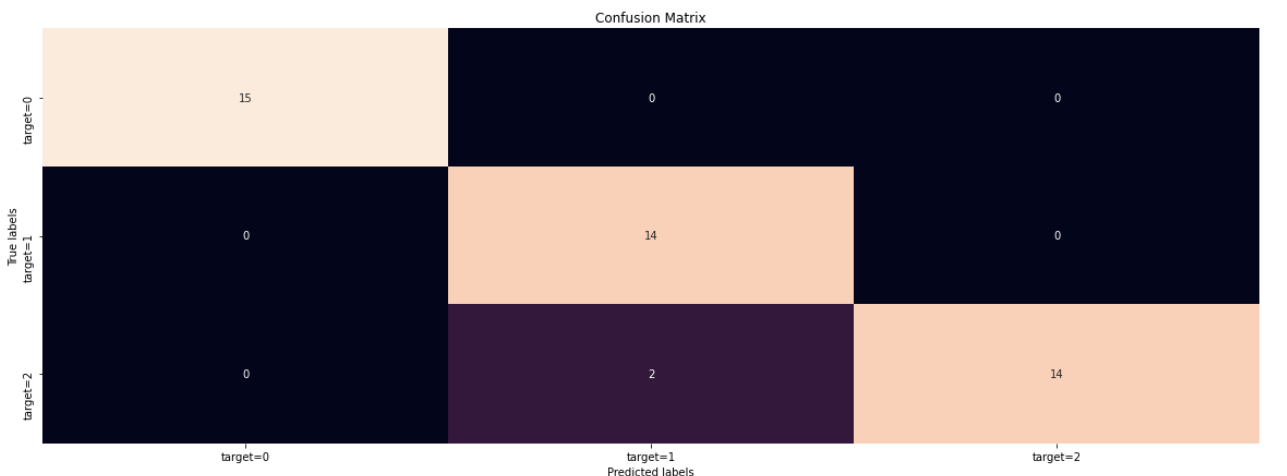 Confusion Matrix
True labels
target=0
15
0
0
target=1
0
14
0
target=2
0
2
14
target=0
target=1
target=2
Predicted labels